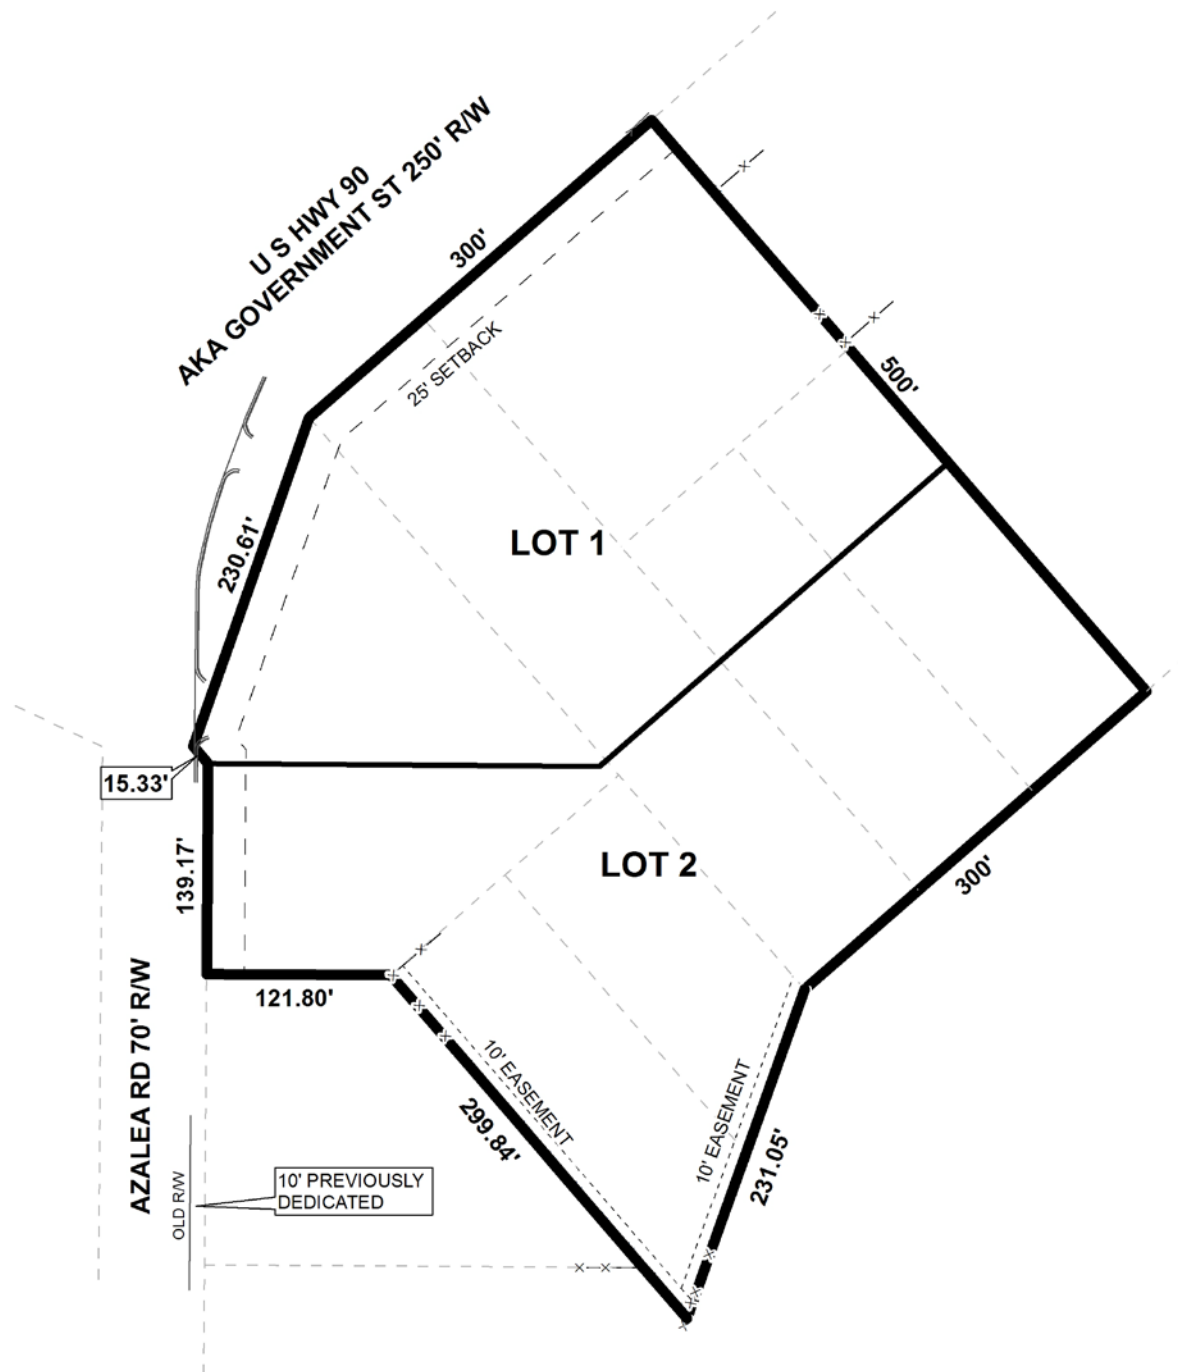 U S HWY 90
AKA GOVERNMENT ST 250' R/W
300'
25' SETBACK
500'
230.61'
LOT 1
15.33'
139.17'
LOT 2
300'
121.80'
AZALEA RD 70' R/W
10' EASEMENT
299.84'
10' EASEMENT
231.05'
OLD R/W
10' PREVIOUSLY
DEDICATED